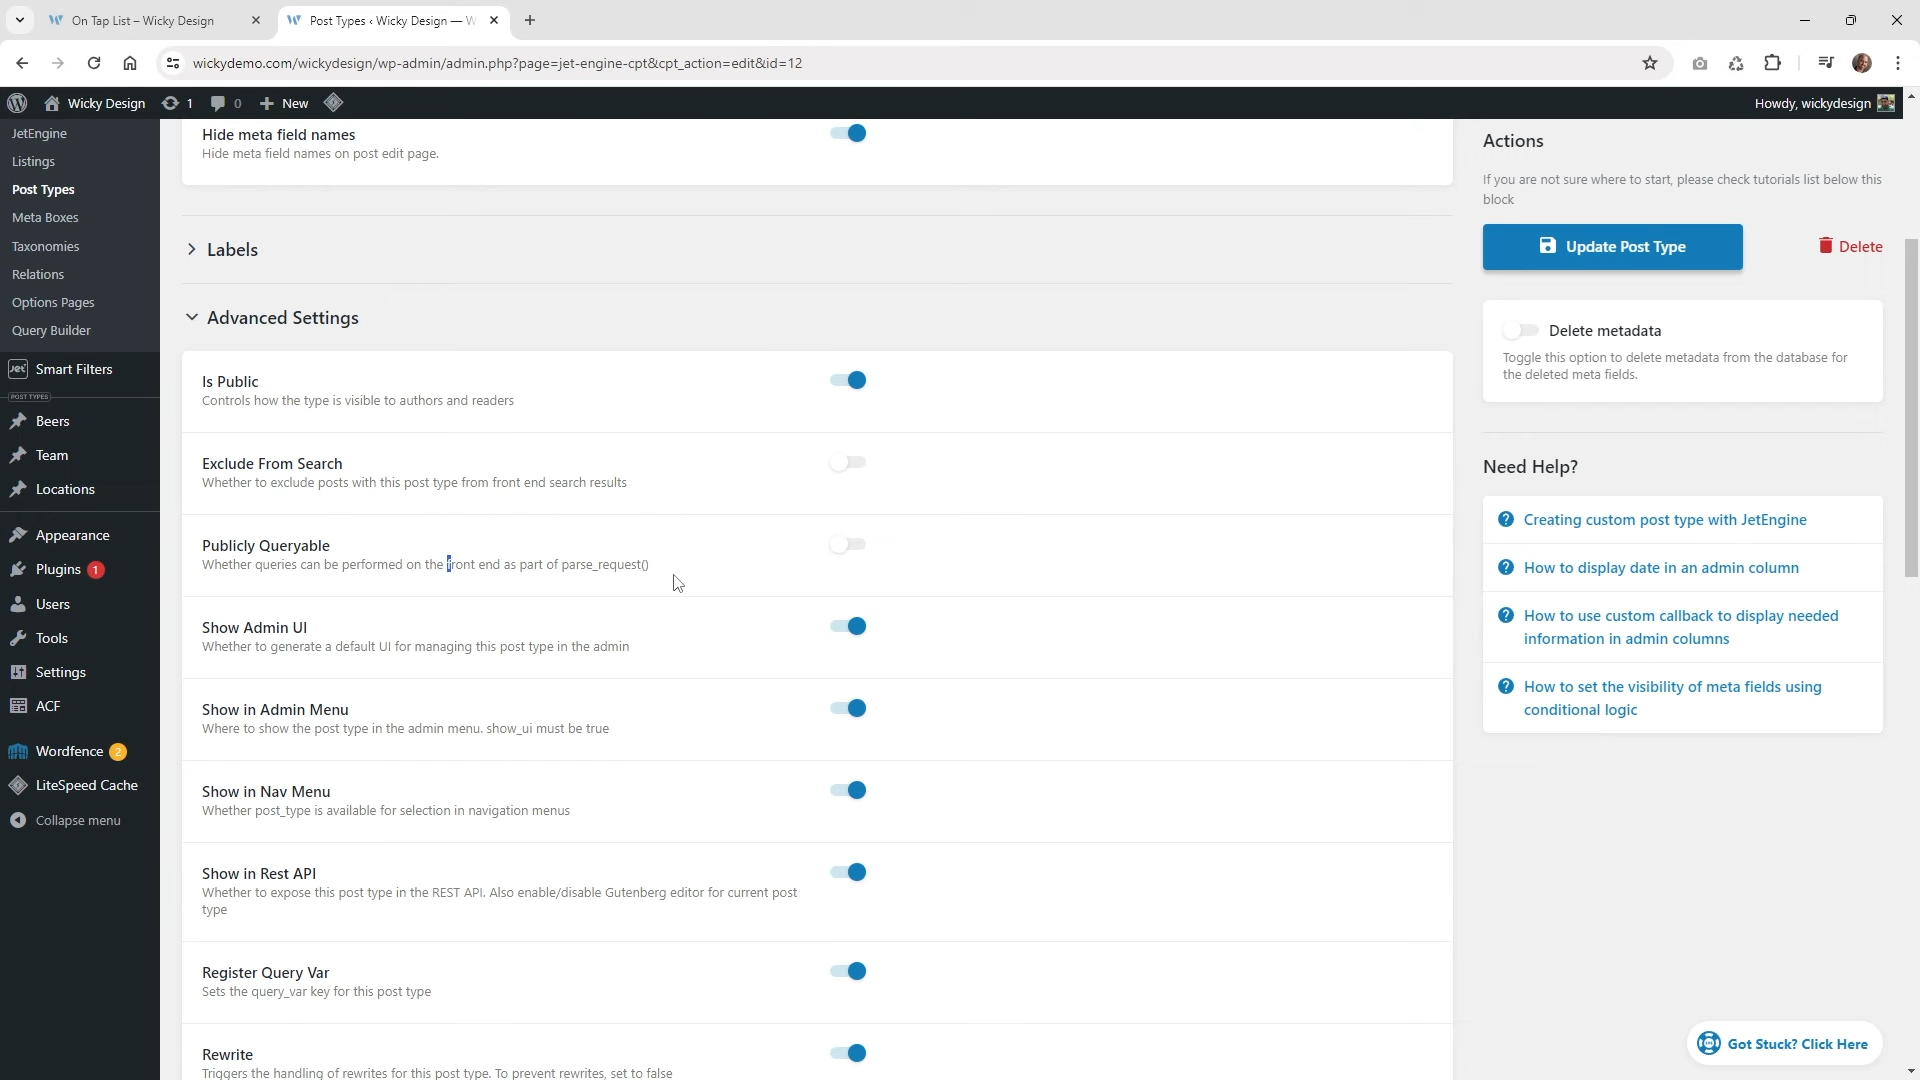 On Tap List – Wicky Design
Post Types ‹ Wicky Design — W
wickydemo.com/wickydesign/wp-admin/admin.php?page=jet-engine-cpt&cpt_action=edit&id=12
Wicky Design
1
0
New
Howdy, wickydesign
JetEngine
Listings
Post Types
Meta Boxes
Taxonomies
Relations
Options Pages
Query Builder
Jet
Smart Filters
POST TYPES
Beers
Team
Locations
Appearance
Plugins 1
Users
Tools
Settings
ACF
Wordfence 2
LiteSpeed Cache
Collapse menu
Hide meta field names
Hide meta field names on post edit page.
Labels
Advanced Settings
Is Public
Controls how the type is visible to authors and readers
Exclude From Search
Whether to exclude posts with this post type from front end search results
Publicly Queryable
Whether queries can be performed on the front end as part of parse_request()
Show Admin UI
Whether to generate a default UI for managing this post type in the admin
Show in Admin Menu
Where to show the post type in the admin menu. show_ui must be true
Show in Nav Menu
Whether post_type is available for selection in navigation menus
Show in Rest API
Whether to expose this post type in the REST API. Also enable/disable Gutenberg editor for current post
type
Register Query Var
Sets the query_var key for this post type
Rewrite
Triggers the handling of rewrites for this post type. To prevent rewrites, set to false
Actions
If you are not sure where to start, please check tutorials list below this
block
Update Post Type
Delete
Delete metadata
Toggle this option to delete metadata from the database for
the deleted meta fields.
Need Help?
Creating custom post type with JetEngine
How to display date in an admin column
How to use custom callback to display needed
information in admin columns
How to set the visibility of meta fields using
conditional logic
Got Stuck? Click Here